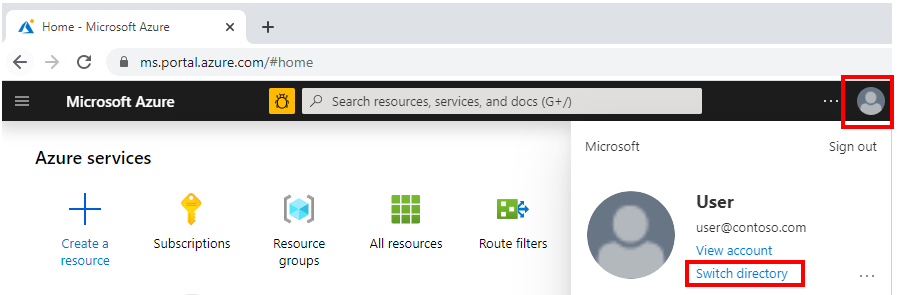 Home - Microsoft Azure
ms.portal.azure.com/#home
Microsoft Azure
Search resources, services, and docs (G+/)
Microsoft
Sign out
Azure services
User
user@contoso.com
View account
Switch directory
Create a
resource
Subscriptions
Resource
groups
All resources
Route filters